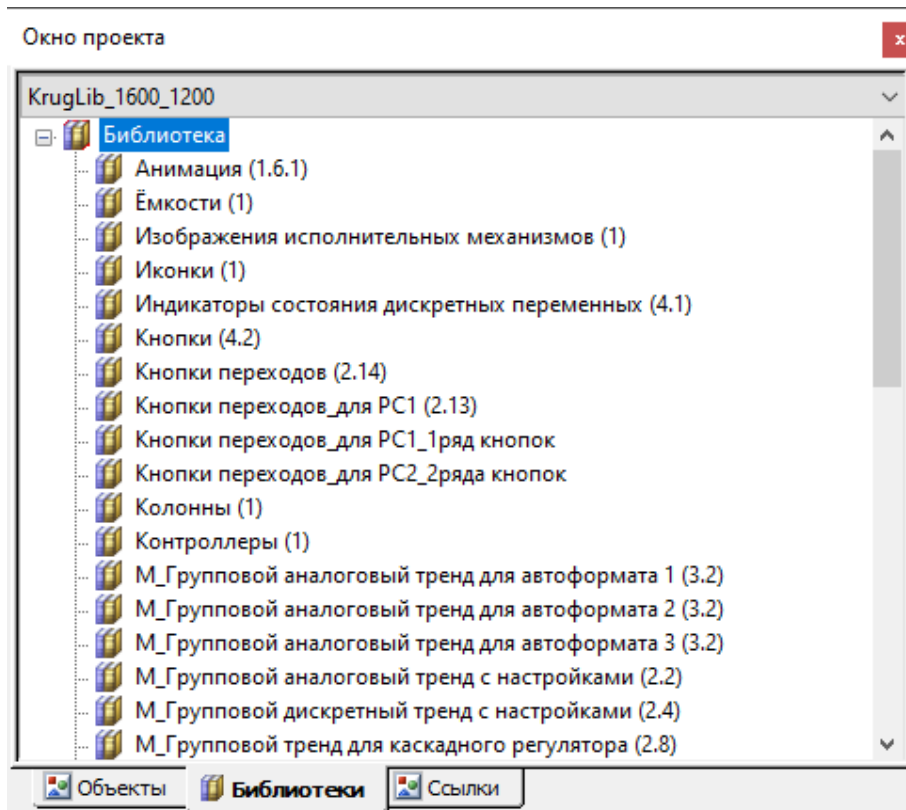 Окно проекта
x
KrugLib_1600_1200
Библиотека
Анимация (1.6.1)
Ёмкости (1)
Изображения исполнительных механизмов (1)
Иконки (1)
Индикаторы состояния дискретных переменных (4.1)
Кнопки (4.2)
Кнопки переходов (2.14)
Кнопки переходов_для РС1 (2.13)
Кнопки переходов_для РС1_1ряд кнопок
Кнопки переходов_для РС2_2ряда кнопок
Колонны (1)
Контроллеры (1)
М_Групповой аналоговый тренд для автоформата 1 (3.2)
М_Групповой аналоговый тренд для автоформата 2 (3.2)
М_Групповой аналоговый тренд для автоформата 3 (3.2)
М_Групповой аналоговый тренд с настройками (2.2)
М_Групповой дискретный тренд с настройками (2.4)
М_Групповой тренд для каскадного регулятора (2.8)
Объекты Библиотеки Ссылки